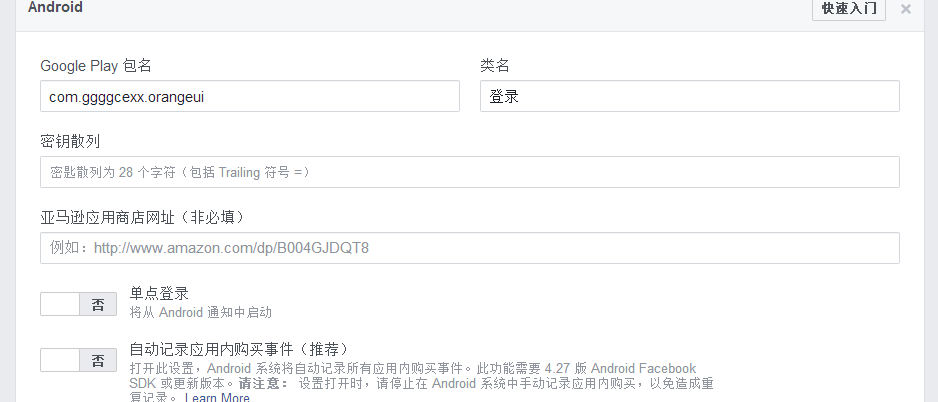 Android
快速入门
Google Play 包名
类名
com.ggggcexx.orangeui
登录
密钥散列
密匙散列为 28 个字符（包括 Trailing 符号 =）
亚马逊应用商店网址（非必填）
例如：http://www.amazon.com/dp/B004GJDQT8
否
单点登录
将从 Android 通知中启动
否
自动记录应用内购买事件（推荐）
打开此设置，Android 系统将自动记录所有应用内购买事件。此功能需要 4.27 版 Android Facebook
SDK 或更新版本。请注意： 设置打开时，请停止在 Android 系统中手动记录应用内购买，以免造成重
复记录。 Learn More